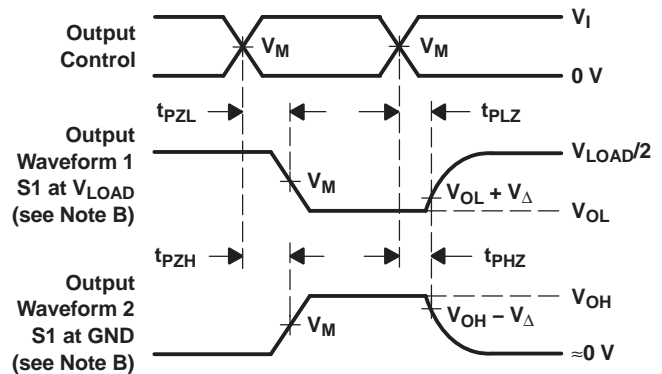 Output
Control
V_M
V_M
V_I
0 V
t_PZL
t_PLZ
Output
Waveform 1
S1 at V_LOAD
(see Note B)
V_M
V_LOAD/2
V_OL + V_Δ
V_OL
t_PZH
t_PHZ
Output
Waveform 2
S1 at GND
(see Note B)
V_M
V_OH
V_OH − V_Δ
≈0 V